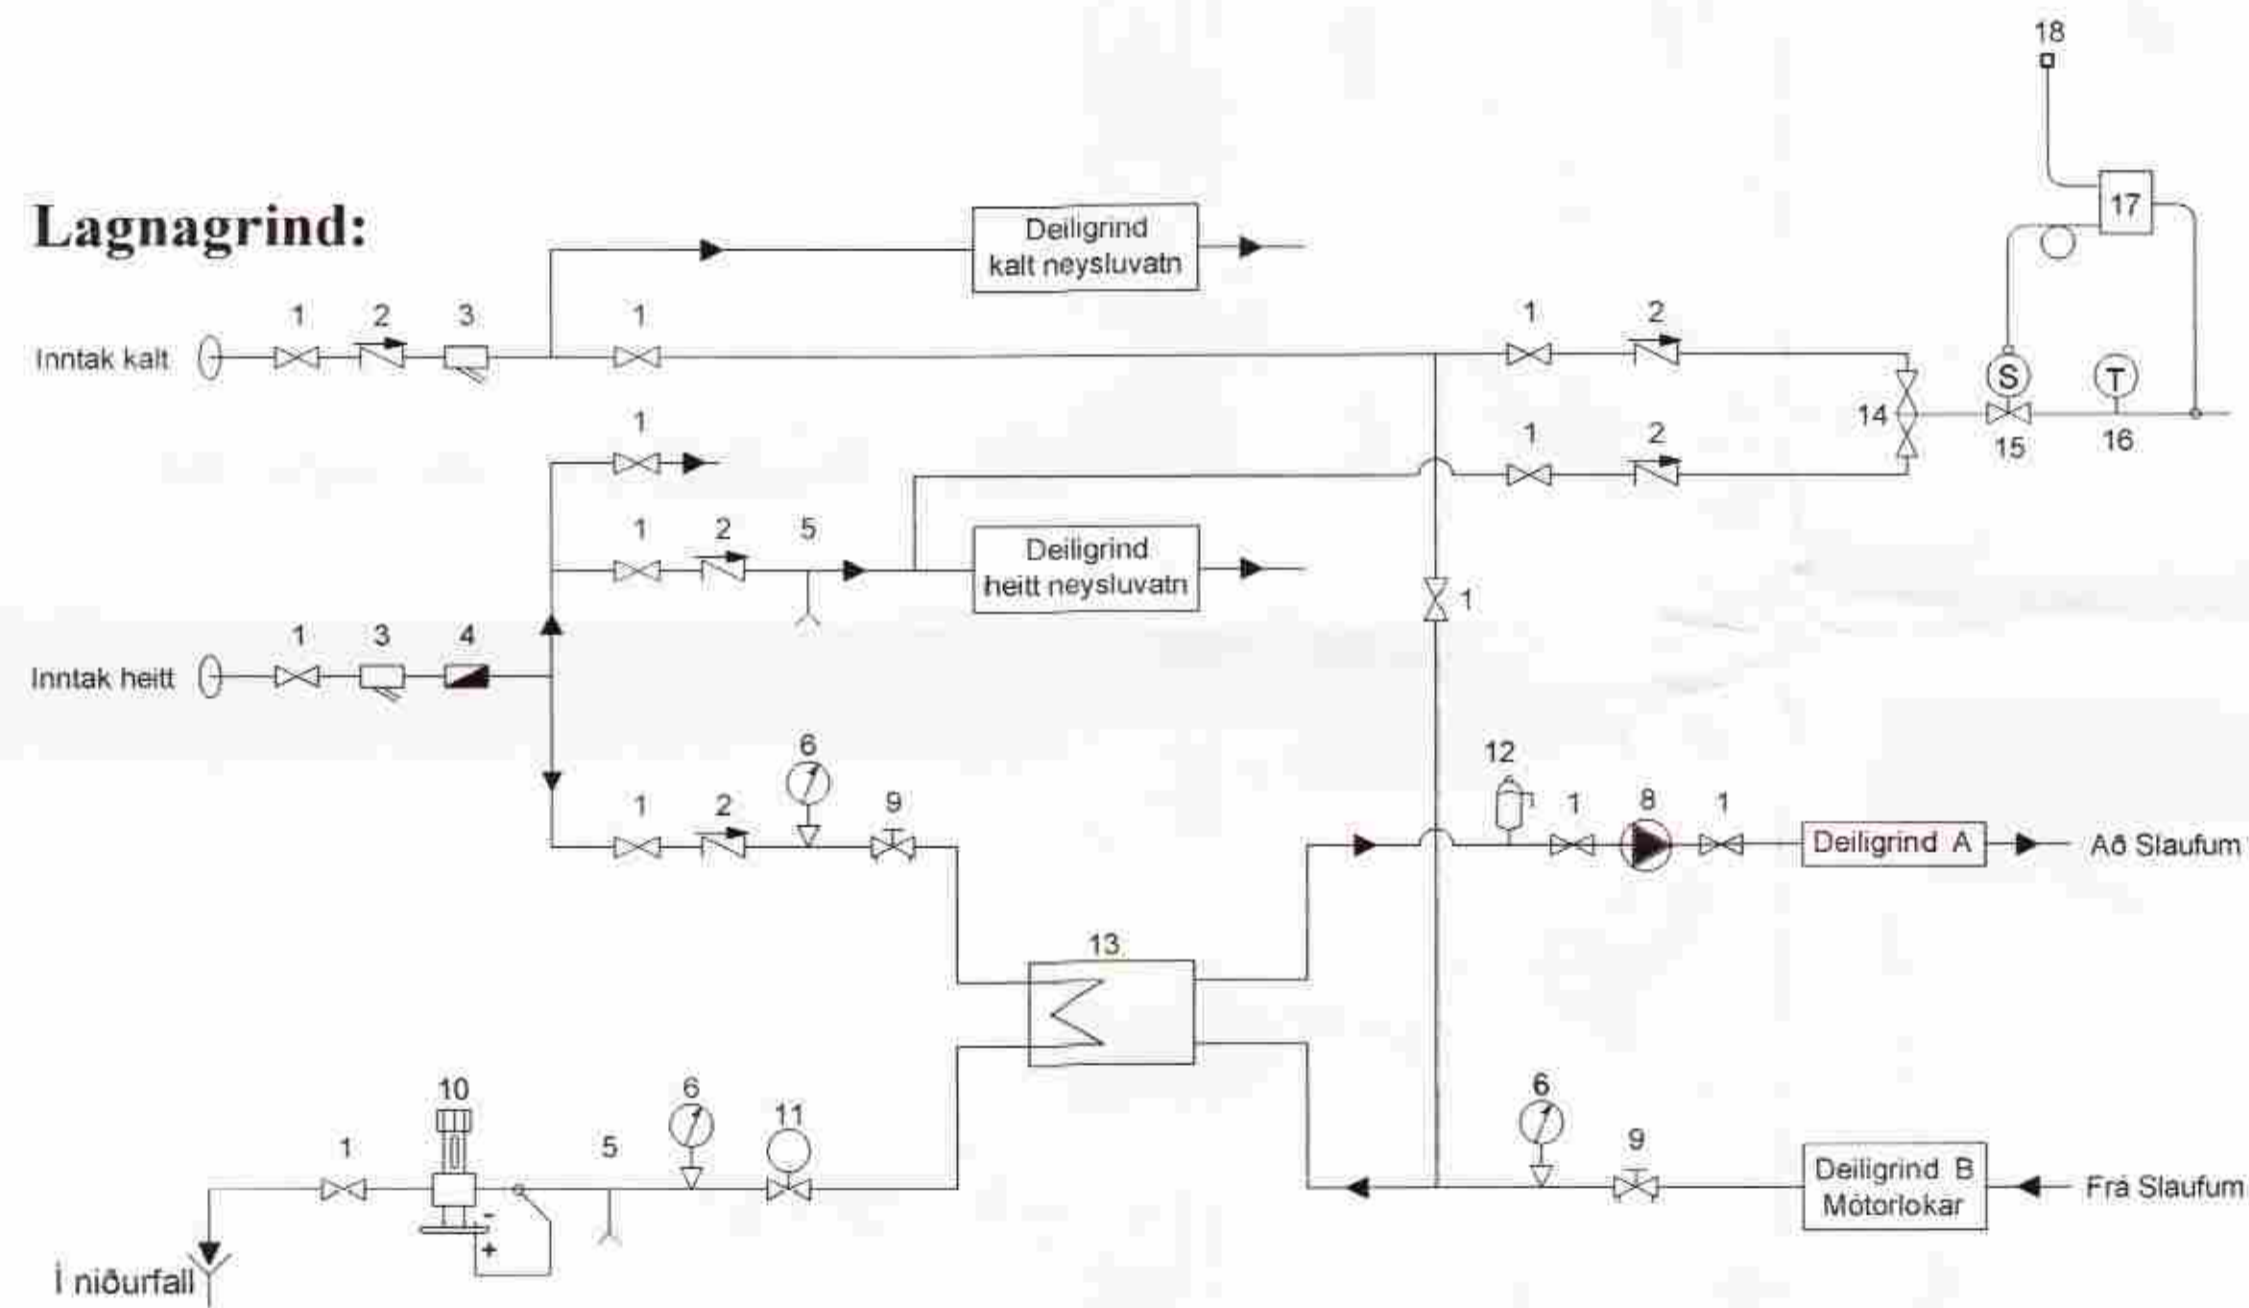 18
17
Lagnagrind:
Deiligrind
kalt neysluvatn
1
2
3
1
1
2
Inntak kalt
S
T
14
15
16
1
1
2
1
2
5
Deiligrind
heitt neysluvatn
1
Inntak heitt
1
3
4
6
1
2
9
12
1
8
1
Deiligrind A
Að Slaufum
13
10
1
5
6
11
-
+
6
9
Deiligrind B
Mótorlokar
Frá Slaufum
Í niðurfall